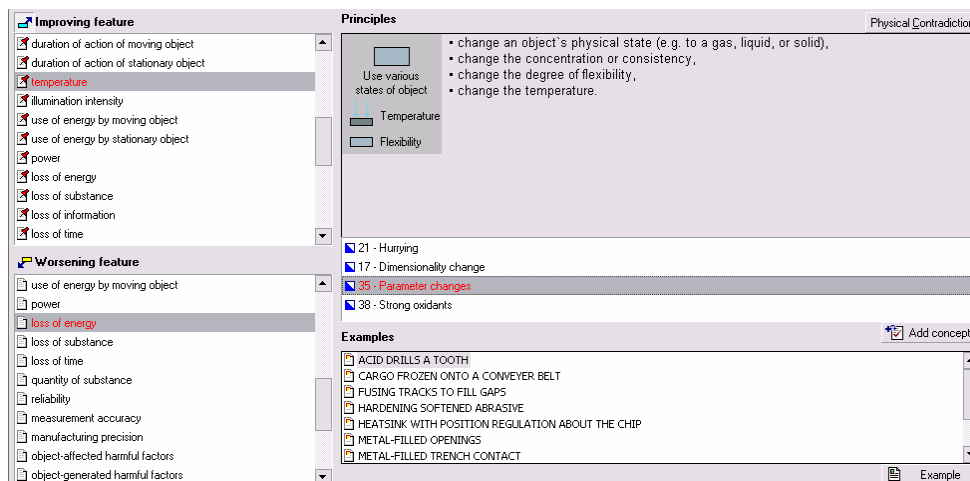 Improving feature
duration of action of moving object
duration of action of stationary object
temperature
illumination intensity
use of energy by moving object
use of energy by stationary object
power
loss of energy
loss of substance
loss of information
loss of time
Worsening feature
use of energy by moving object
power
loss of energy
loss of substance
loss of time
quantity of substance
reliability
measurement accuracy
manufacturing precision
object-affected harmful factors
object-generated harmful factors
Principles
Physical Contradiction
Use various
states of object
Temperature
Flexibility
• change an object`s physical state (e.g. to a gas, liquid, or solid),
• change the concentration or consistency,
• change the degree of flexibility,
• change the temperature.
21 - Hurrying
17 - Dimensionality change
35 - Parameter changes
38 - Strong oxidants
Examples
Add concept
ACID DRILLS A TOOTH
CARGO FROZEN ONTO A CONVEYER BELT
FUSING TRACKS TO FILL GAPS
HARDENING SOFTENED ABRASIVE
HEATSINK WITH POSITION REGULATION ABOUT THE CHIP
METAL-FILLED OPENINGS
METAL-FILLED TRENCH CONTACT
Example